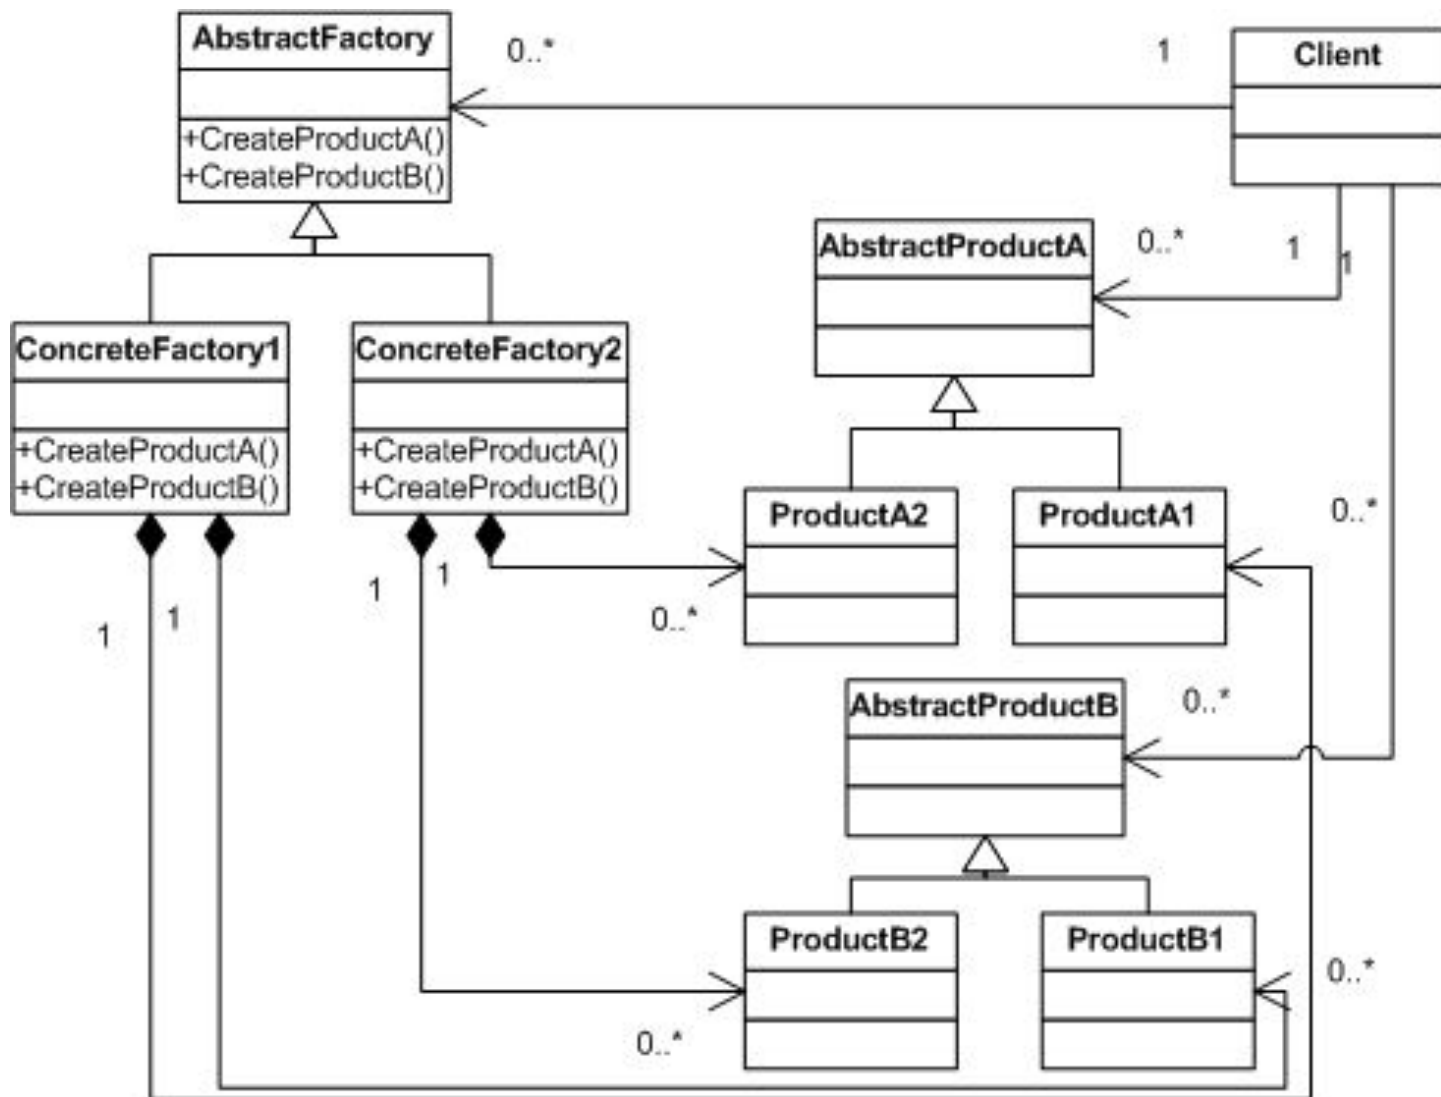 AbstractFactory
+CreateProductA()
+CreateProductB()
0..*
1
Client
ConcreteFactory1
+CreateProductA()
+CreateProductB()
ConcreteFactory2
+CreateProductA()
+CreateProductB()
AbstractProductA
0..*
1
1
ProductA2
ProductA1
0..*
1
1
1
1
0..*
AbstractProductB
0..*
ProductB2
ProductB1
0..*
0..*